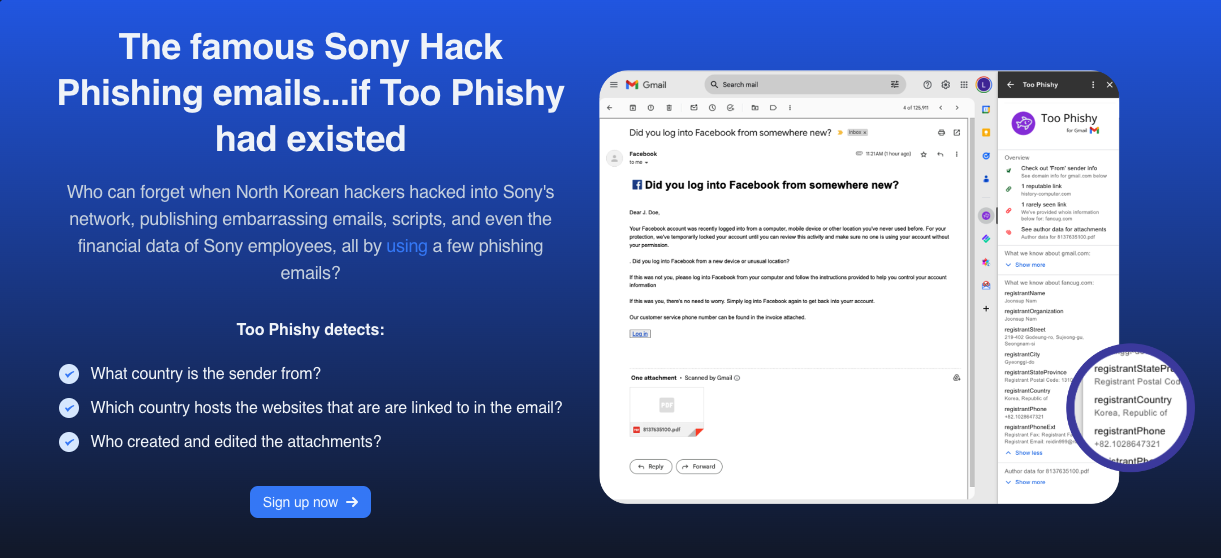 The famous Sony Hack
Phishing emails...if Too Phishy
had existed
Who can forget when North Korean hackers hacked into Sony's
network, publishing embarrassing emails, scripts, and even the
financial data of Sony employees, all by using a few phishing
emails?
Too Phishy detects:
What country is the sender from?
Which country hosts the websites that are are linked to in the email?
Who created and edited the attachments?
Sign up now
Gmail
Search mail
L
4 of 125,911
Did you log into Facebook from somewhere new?
Inbox x
Facebook
to me
11:21AM (1 hour ago)
Did you log into Facebook from somewhere new?
Dear J. Doe,
Your Facebook account was recently logged into from a computer, mobile device or other location you've never used before. For your
protection, we've temporarily locked your account until you can review this activity and make sure no one is using your account without
your permission.
. Did you log into Facebook from a new device or unusual location?
If this was not you, please log into Facebook from your computer and follow the instructions provided to help you control your account
information
If this was you, there's no need to worry. Simply log into Facebook again to get back into your account.
Our customer service phone number can be found in the invoice attached.
Log in
One attachment • Scanned by Gmail
PDF
8137635100.pdf
Reply
Forward
Too Phishy
Too Phishy
for Gmail
Overview
Check out 'From' sender info
See domain info for gmail.com below
1 reputable link
history-computer.com
1 rarely seen link
We've provided whois information
below for: fancug.com
See author data for attachments
Author data for 8137635100.pdf
What we know about gmail.com:
Show more
What we know about fancug.com:
registrantName
Joonsup Nam
registrantOrganization
Joonsup Nam
registrantStreet
Seongnam-si
registrantCity
Gyeonggi-do
registrantStateProvince
Registrant Postal Code:
registrantCountry
Korea, Republic of
registrantPhone
+82.1028647321
registrantPhoneExt
Registrant Fax: Registrant
Registrant Email:
Show less
Author data for 8137635100.pdf
Show more
registrantStatePr
Registrant Postal Cod
registrantCountry
Korea, Republic of
registrantPhone
+82.1028647321